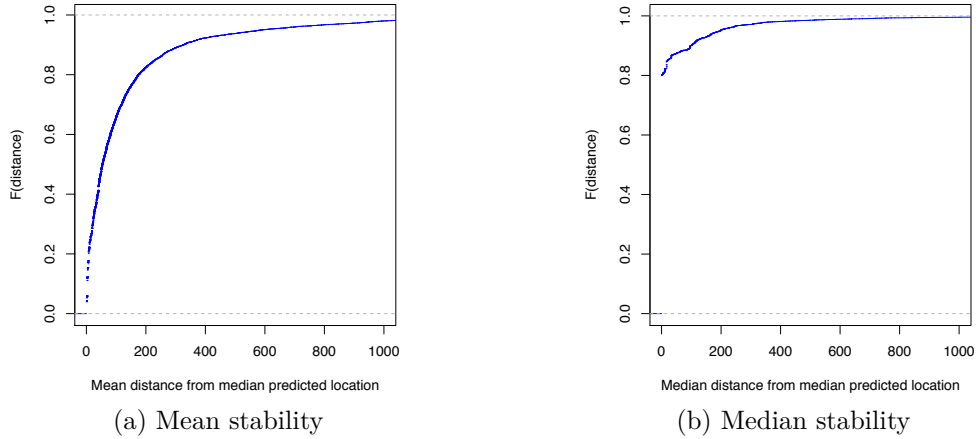 1.0
0.8
0.6
0.4
0.2
0.0
F(distance)
0 200 400 600 800 1000
Mean distance from median predicted location
(a) Mean stability
1.0
0.8
0.6
0.4
0.2
0.0
F(distance)
0 200 400 600 800 1000
Median distance from median predicted location
(b) Median stability